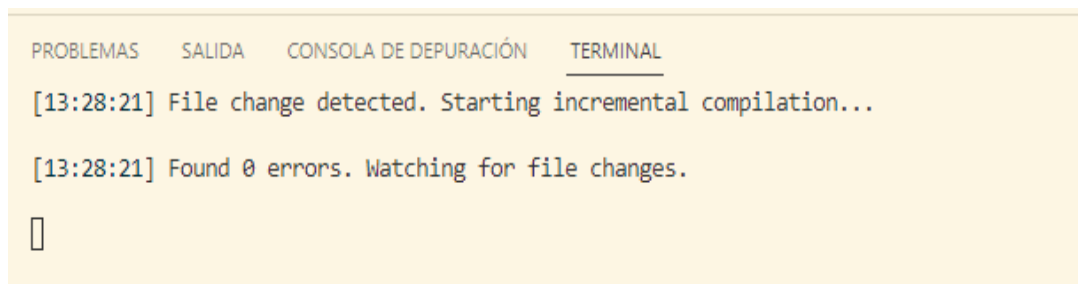 PROBLEMAS SALIDA CONSOLA DE DEPURACIÓN TERMINAL
[13:28:21] File change detected. Starting incremental compilation...
[13:28:21] Found 0 errors. Watching for file changes.